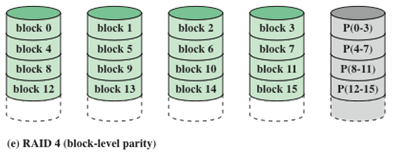 block 0 block 1 block 2 block 3 P(0-3)
block 4 block 5 block 6 block 7 P(4-7)
block 8 block 9 block 10 block 11 P(8-11)
block 12 block 13 block 14 block 15 P(12-15)
(e) RAID 4 (block-level parity)